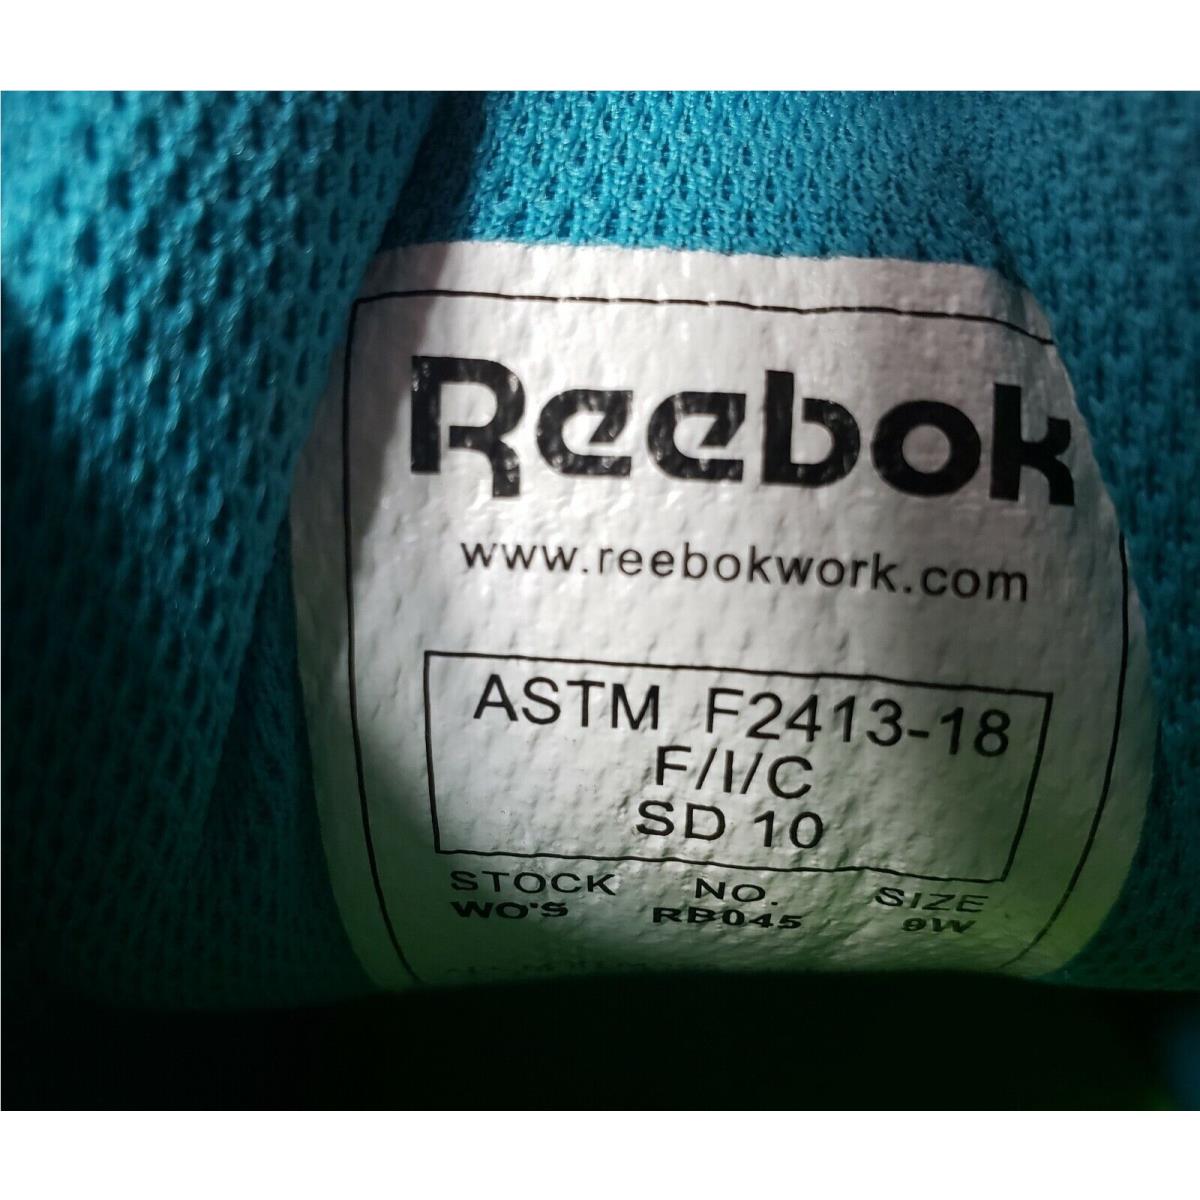 Reebok
www.reebokwork.com
ASTM F2413-18
F/I/C
SD 10
STOCK NO. SIZE
WO'S RB045 9W